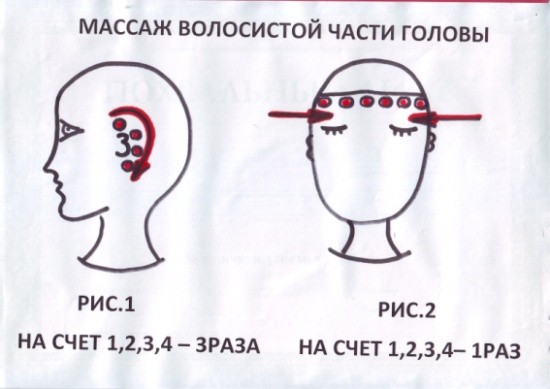 МАССАЖ ВОЛОСИСТОЙ ЧАСТИ ГОЛОВЫ
РИС.1
РИС.2
НА СЧЕТ 1,2,3,4 – 3РАЗА
НА СЧЕТ 1,2,3,4– 1РАЗ